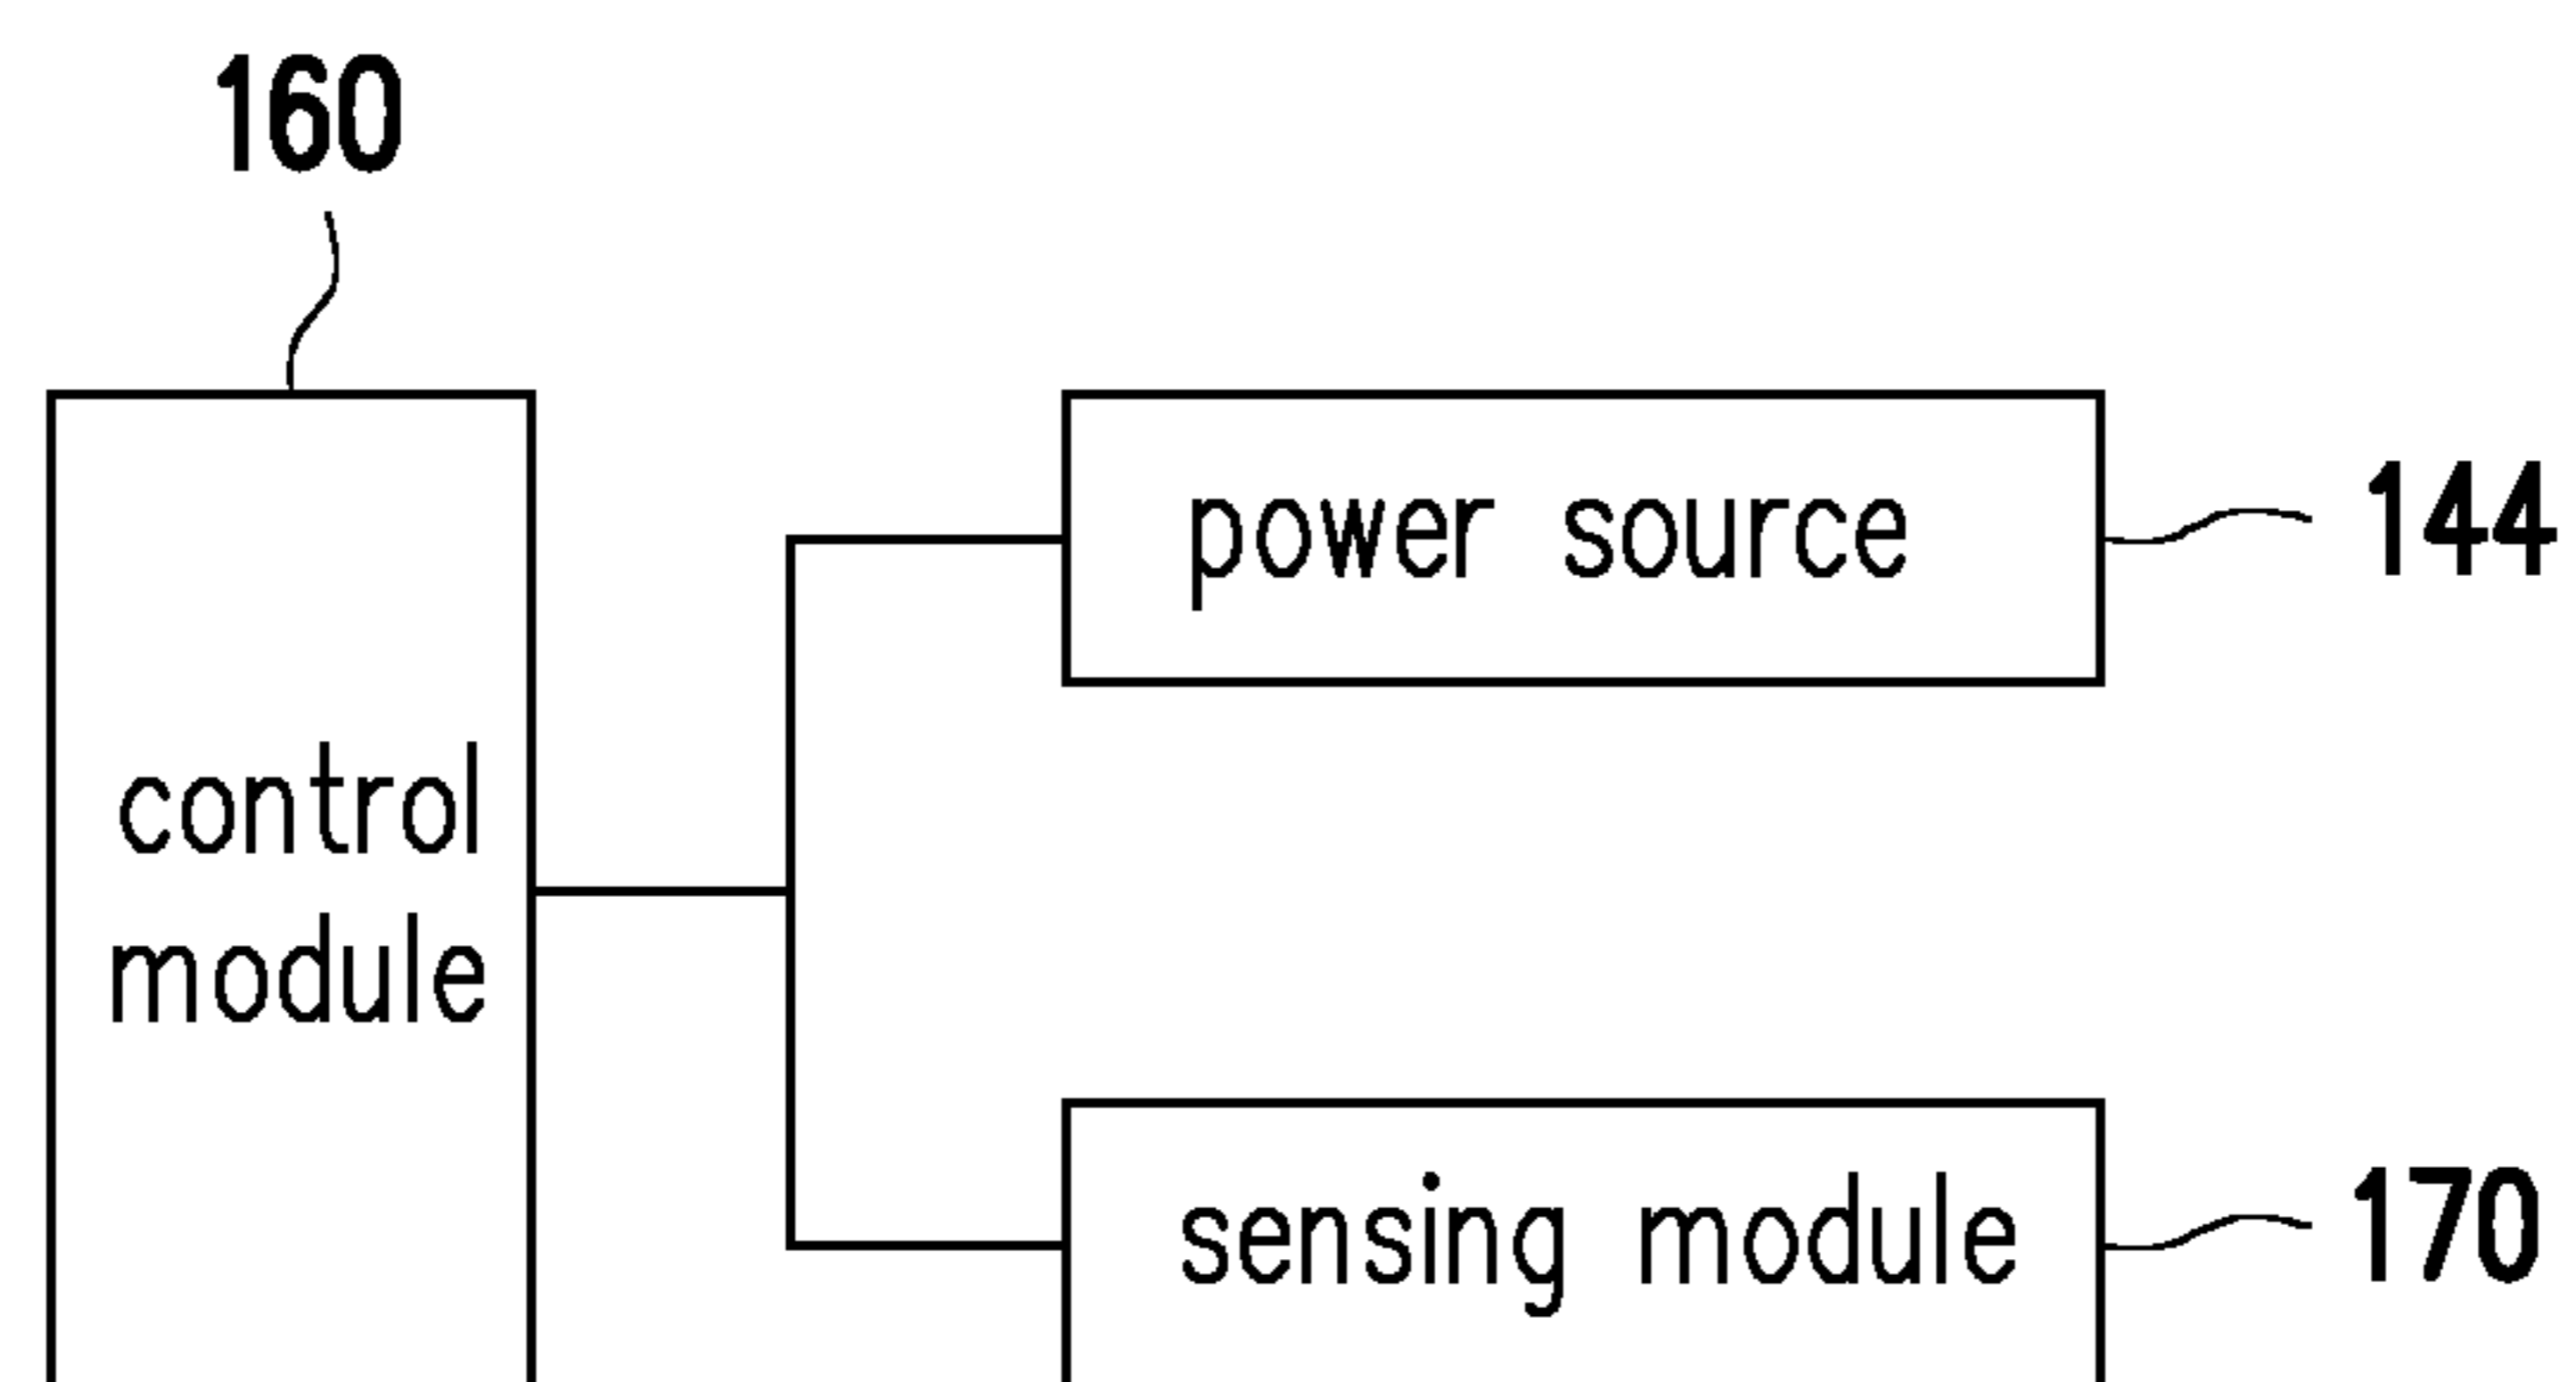 160
power source
144
control
module
sensing module
170